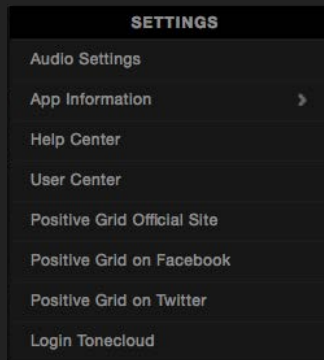 SETTINGS
Audio Settings
App Information
Help Center
User Center
Positive Grid Official Site
Positive Grid on Facebook
Positive Grid on Twitter
Login Tonecloud